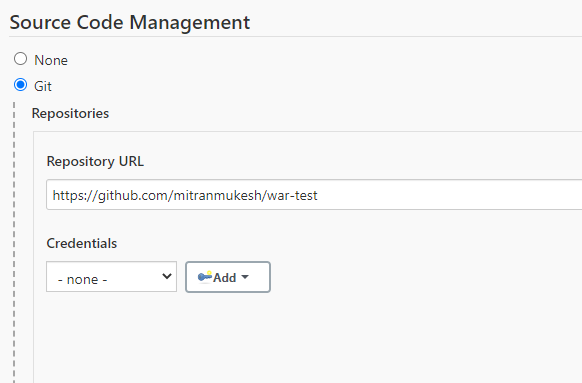 Source Code Management
None
Git
Repositories
Repository URL
https://github.com/mitranmukesh/war-test
Credentials
- none -
Add